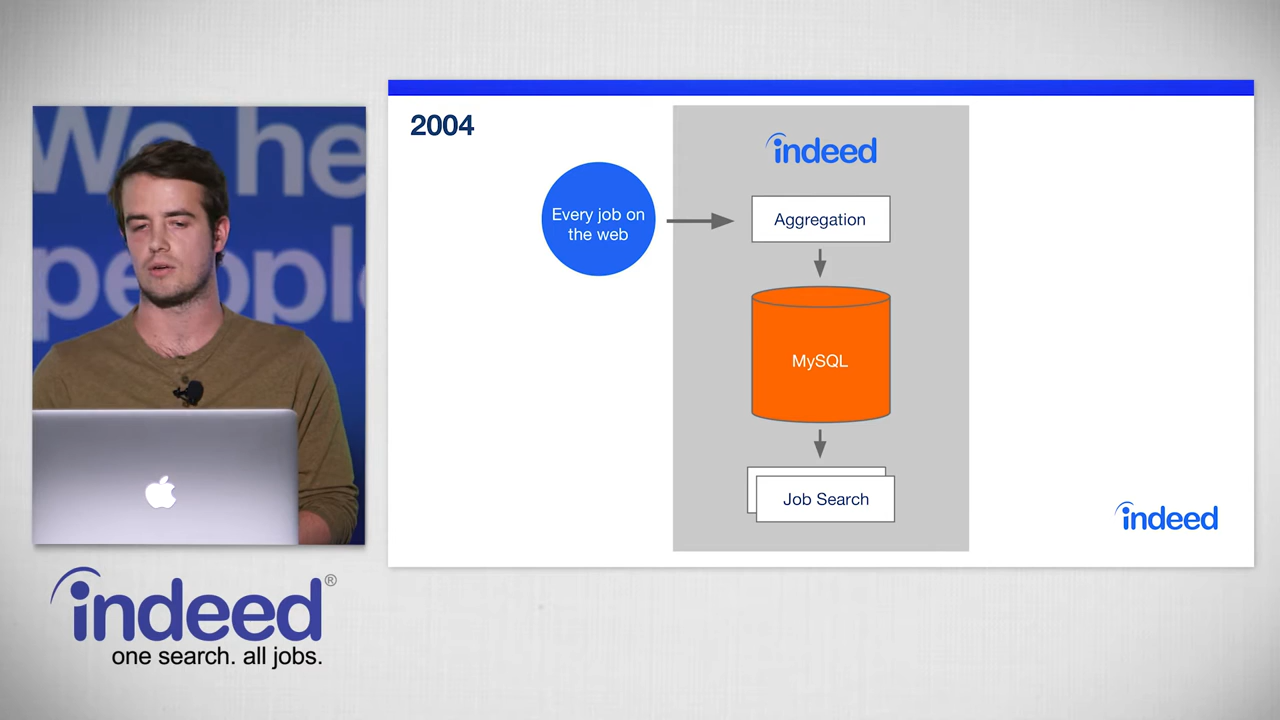 We he
people
2004
indeed
Every job on
the web
Aggregation
MySQL
Job Search
indeed
indeed®
one search. all jobs.